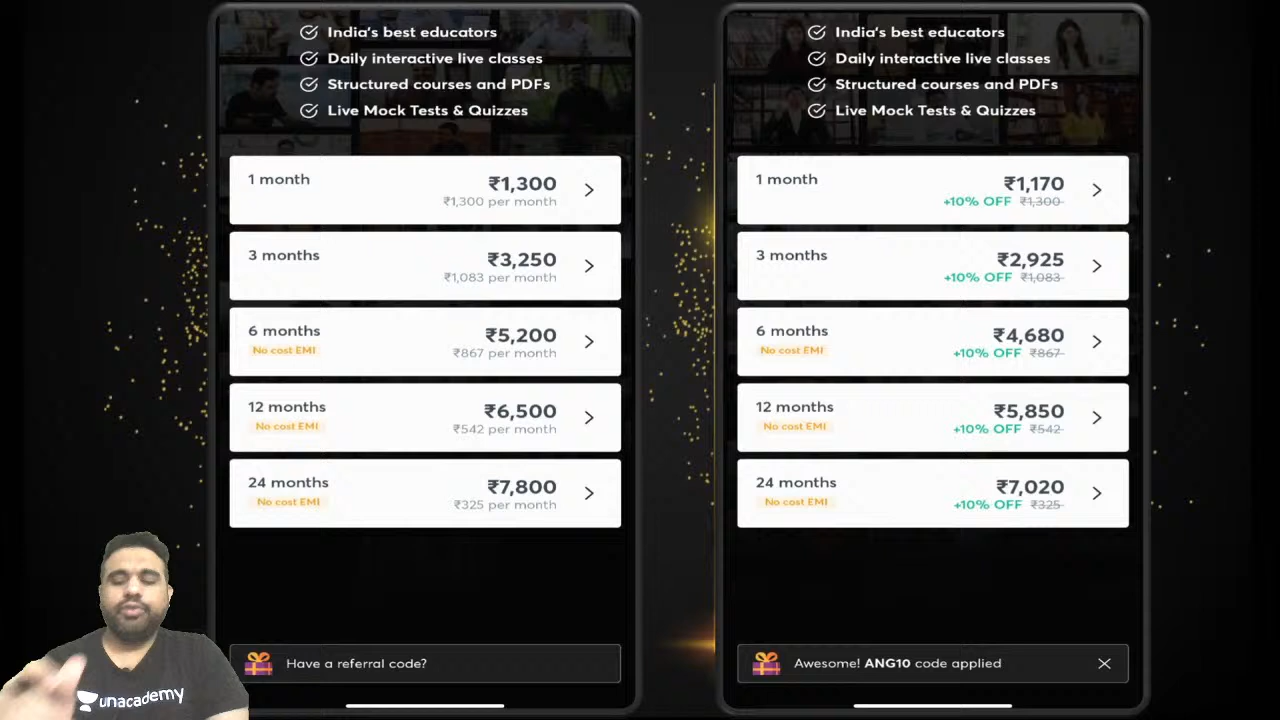 India's best educators
Daily interactive live classes
Structured courses and PDFs
Live Mock Tests & Quizzes
1 month
₹1,300
₹1,300 per month
3 months
₹3,250
₹1,083 per month
6 months
₹5,200
No cost EMI
₹867 per month
12 months
₹6,500
No cost EMI
₹542 per month
24 months
₹7,800
No cost EMI
₹325 per month
Have a referral code?
India's best educators
Daily interactive live classes
Structured courses and PDFs
Live Mock Tests & Quizzes
1 month
₹1,170
+10% OFF ₹1,300
3 months
₹2,925
+10% OFF ₹1,083
6 months
₹4,680
No cost EMI
+10% OFF ₹867
12 months
₹5,850
No cost EMI
+10% OFF ₹542
24 months
₹7,020
No cost EMI
+10% OFF ₹325
Awesome! ANG10 code applied
unacademy